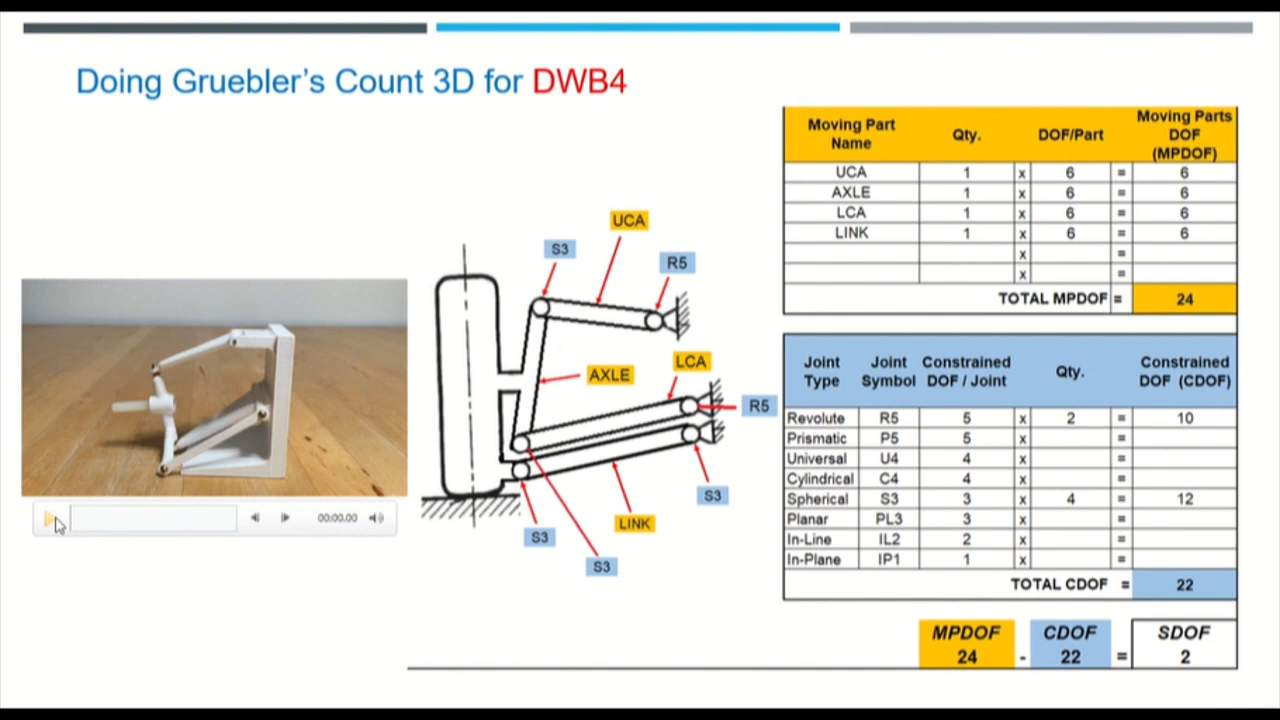 Doing Gruebler's Count 3D for DWB4
UCA
S3
R5
LCA
AXLE
R5
S3
LINK
S3
S3
00:00.00
Moving Part Name Qty. DOF/Part Moving Parts DOF (MPDOF)
UCA 1 x 6 = 6
AXLE 1 x 6 = 6
LCA 1 x 6 = 6
LINK 1 x 6 = 6
x =
x =
TOTAL MPDOF = 24
Joint Type Joint Symbol Constrained DOF / Joint Qty. Constrained DOF (CDOF)
Revolute R5 5 x 2 = 10
Prismatic P5 5 x =
Universal U4 4 x =
Cylindrical C4 4 x =
Spherical S3 3 x 4 = 12
Planar PL3 3 x =
In-Line IL2 2 x =
In-Plane IP1 1 x =
TOTAL CDOF = 22
MPDOF CDOF SDOF
24 - 22 = 2